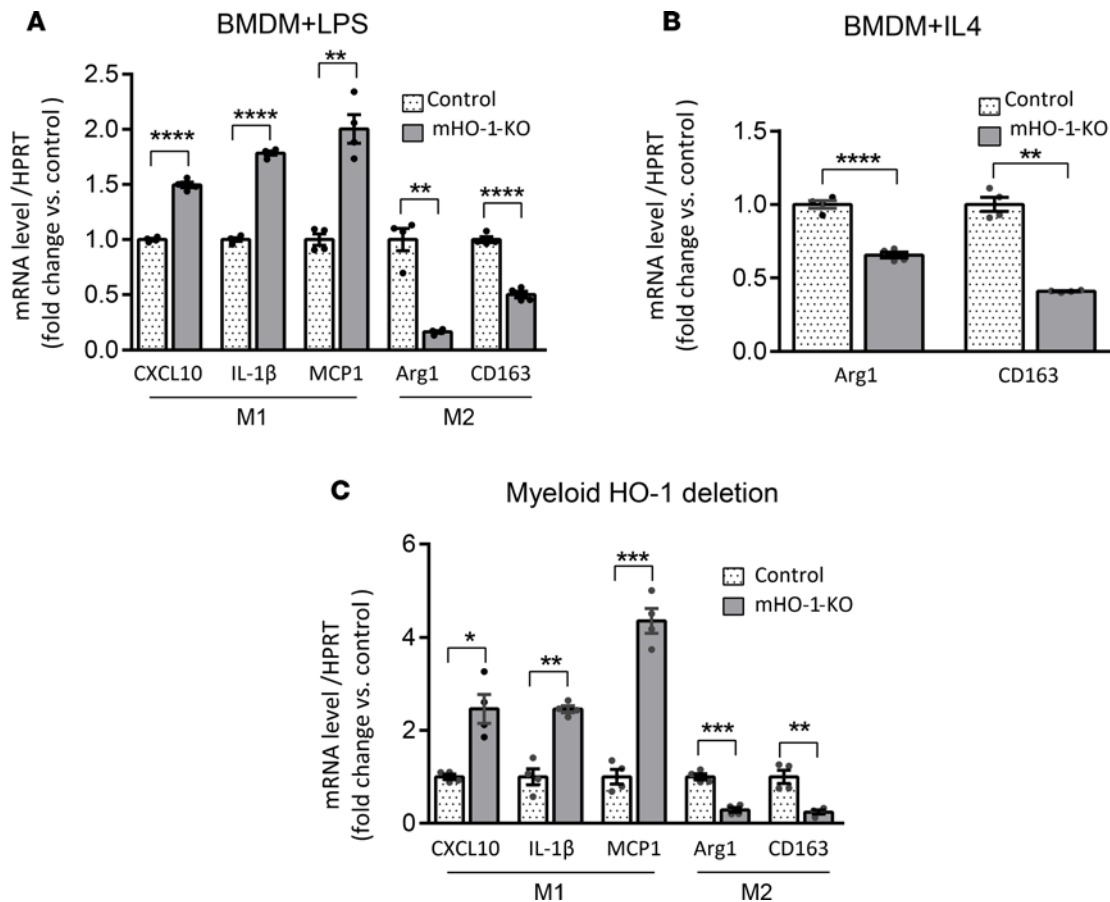 A
BMDM+LPS
mRNA level /HPRT
(fold change vs. control )
2.5
2.0
1.5
1.0
0.5
0.0
**** **** ** ** ****
Control
mHO-1-KO
CXCL10 IL-1β MCP1 Arg1 CD163
M1 M2
B
BMDM+IL4
mRNA level /HPRT
(fold change vs. control )
1.5
1.0
0.5
0.0
Control
mHO-1-KO
**** **
Arg1 CD163
C
Myeloid HO-1 deletion
mRNA level /HPRT
(fold change vs. control )
6
4
2
0
* ** *** *** **
Control
mHO-1-KO
CXCL10 IL-1β MCP1 Arg1 CD163
M1 M2